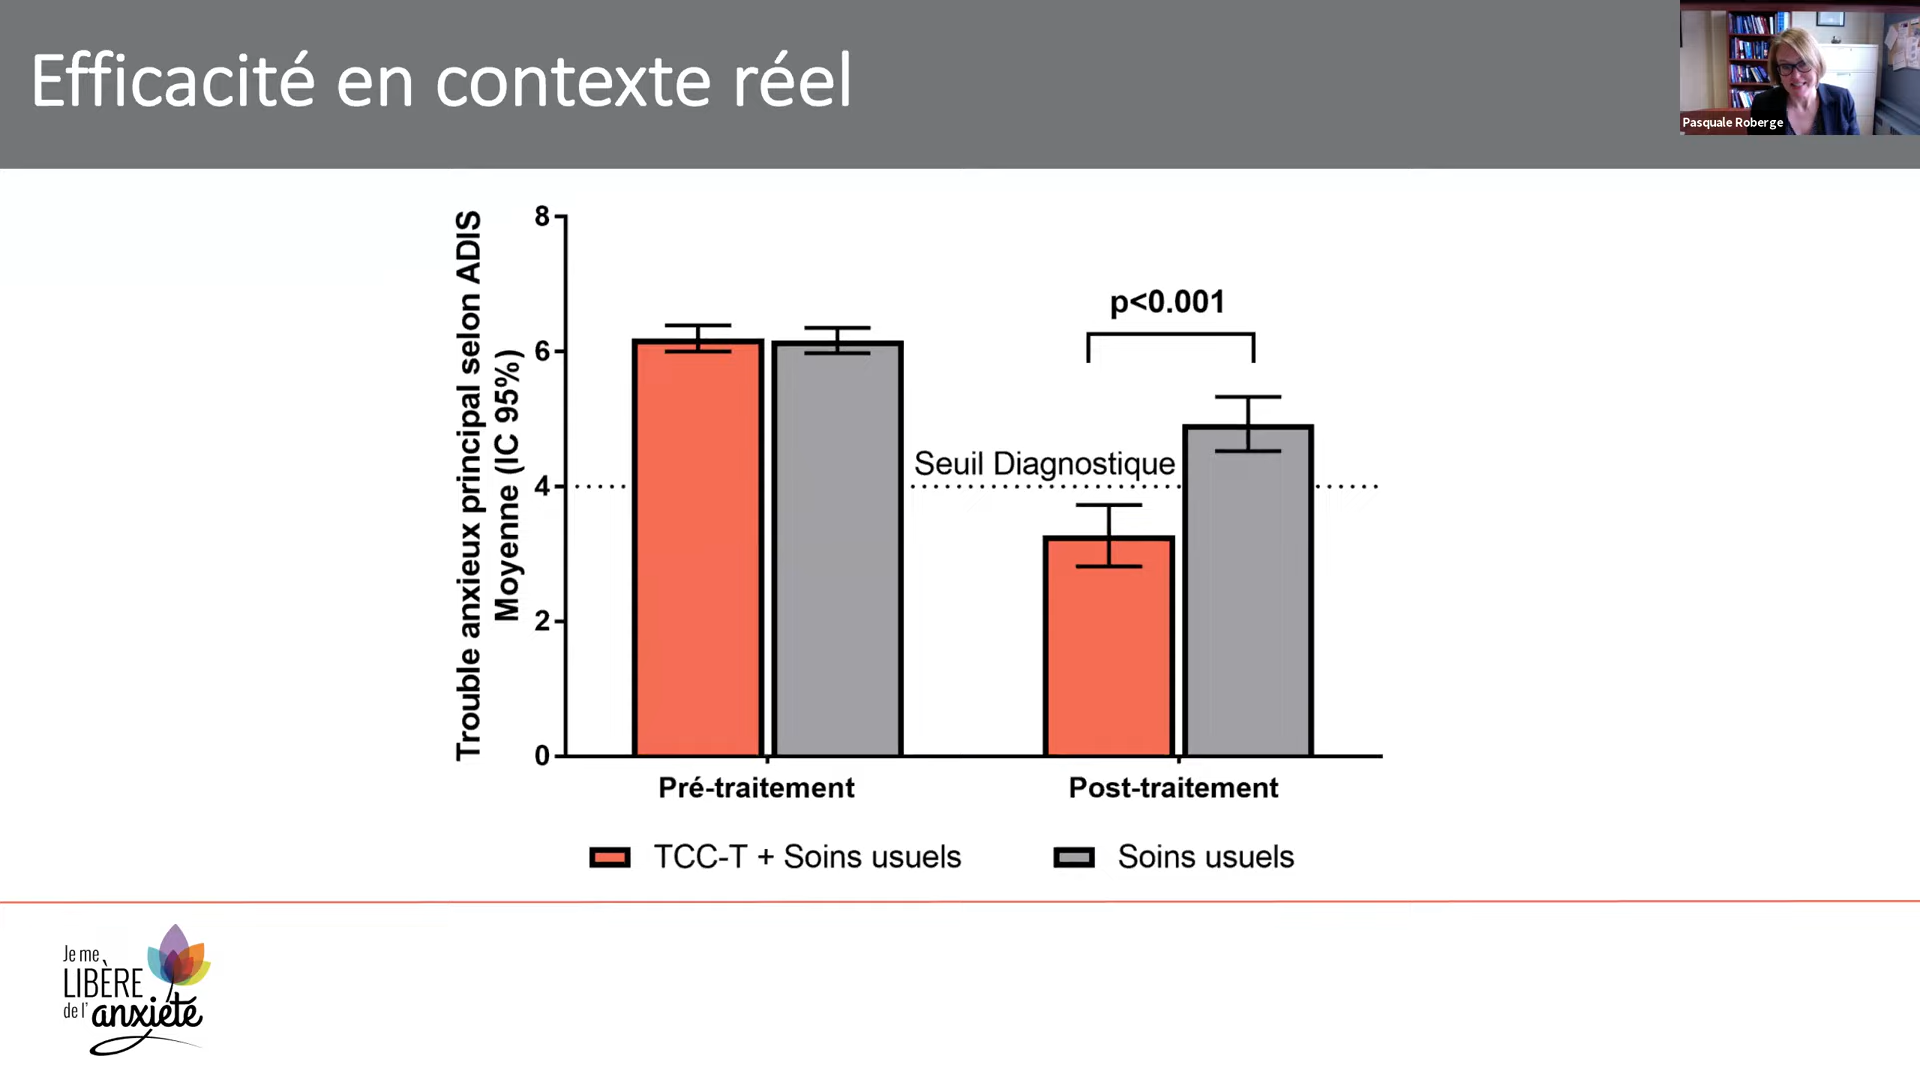 Efficacité en contexte réel
Pasquale Roberge
Trouble anxieux principal selon ADIS
Moyenne (IC 95%)
8
6
4
2
0
p<0.001
Seuil Diagnostique
Pré-traitement
Post-traitement
TCC-T + Soins usuels
Soins usuels
Je me
LIBÈRE
de l'anxiété